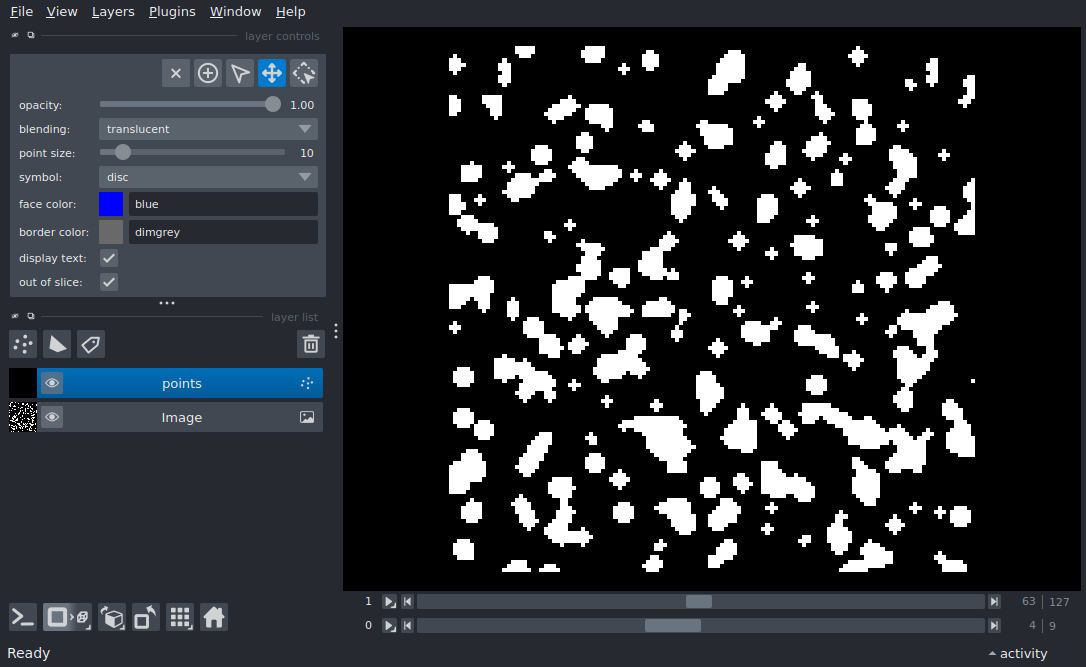 File View Layers Plugins Window Help
layer controls
opacity: 1.00
blending: translucent
point size: 10
symbol: disc
face color: blue
border color: dimgrey
display text:
out of slice:
layer list
points
Image
1 63 | 127
0 4 | 9
Ready activity